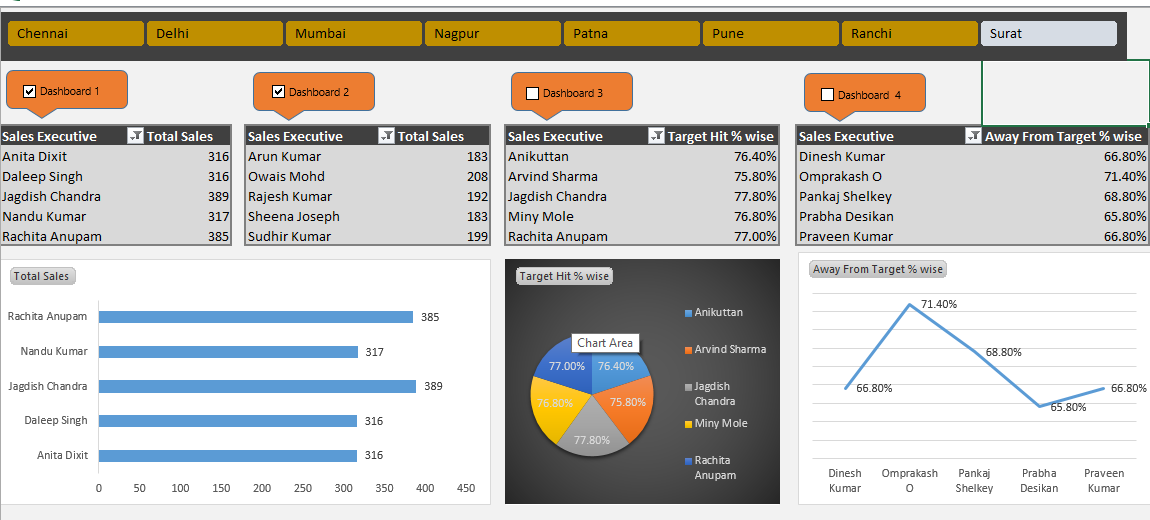 Chennai Delhi Mumbai Nagpur Patna Pune Ranchi Surat
Dashboard 1 Dashboard 2 Dashboard 3 Dashboard 4
Sales Executive Total Sales
Anita Dixit 316
Daleep Singh 316
Jagdish Chandra 389
Nandu Kumar 317
Rachita Anupam 385
Sales Executive Total Sales
Arun Kumar 183
Owais Mohd 208
Rajesh Kumar 192
Sheena Joseph 183
Sudhir Kumar 199
Sales Executive Target Hit % wise
Anikuttan 76.40%
Arvind Sharma 75.80%
Jagdish Chandra 77.80%
Miny Mole 76.80%
Rachita Anupam 77.00%
Sales Executive Away From Target % wise
Dinesh Kumar 66.80%
Omprakash O 71.40%
Pankaj Shelkey 68.80%
Prabha Desikan 65.80%
Praveen Kumar 66.80%
Total Sales
Rachita Anupam 385
Nandu Kumar 317
Jagdish Chandra 389
Daleep Singh 316
Anita Dixit 316
0 50 100 150 200 250 300 350 400 450
Target Hit % wise
Chart Area
77.00% 76.40%
76.80% 75.80%
77.80%
Anikuttan
Arvind Sharma
Jagdish
Chandra
Miny Mole
Rachita
Anupam
Away From Target % wise
71.40%
68.80%
66.80% 66.80%
65.80%
Dinesh Omprakash Pankaj Prabha Praveen
Kumar O Shelkey Desikan Kumar